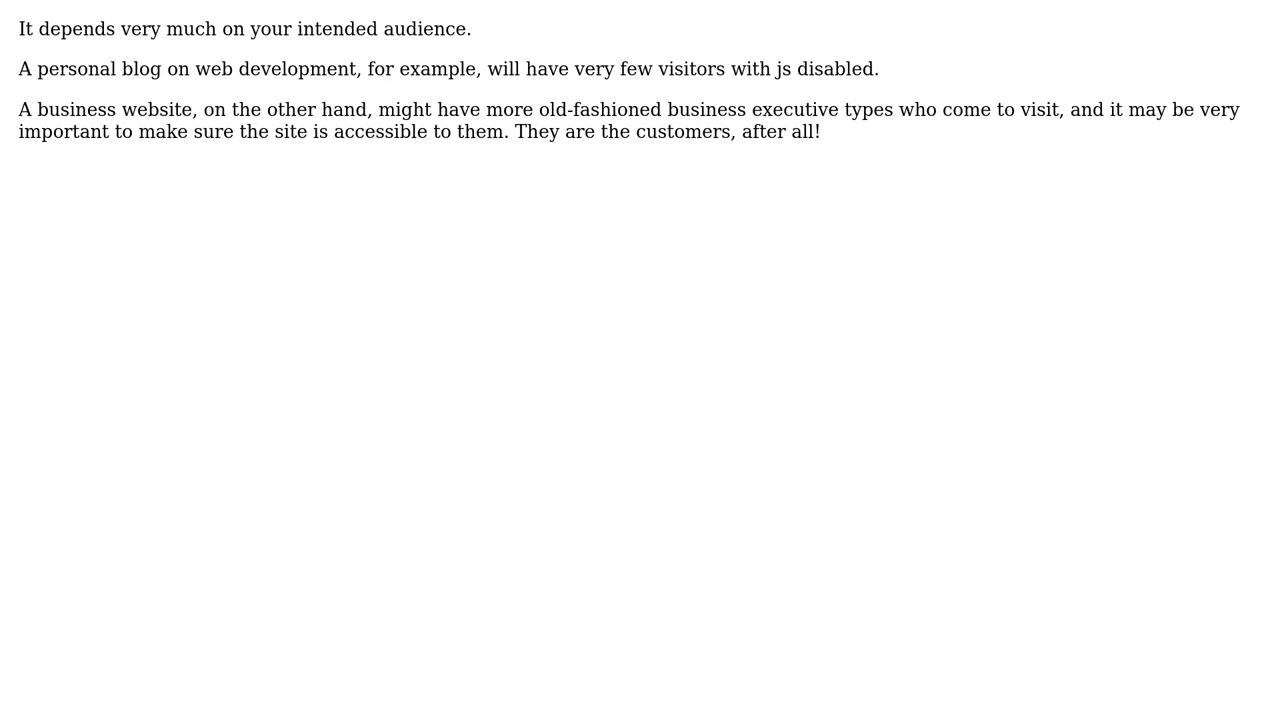 It depends very much on your intended audience.
A personal blog on web development, for example, will have very few visitors with js disabled.
A business website, on the other hand, might have more old-fashioned business executive types who come to visit, and it may be very
important to make sure the site is accessible to them. They are the customers, after all!